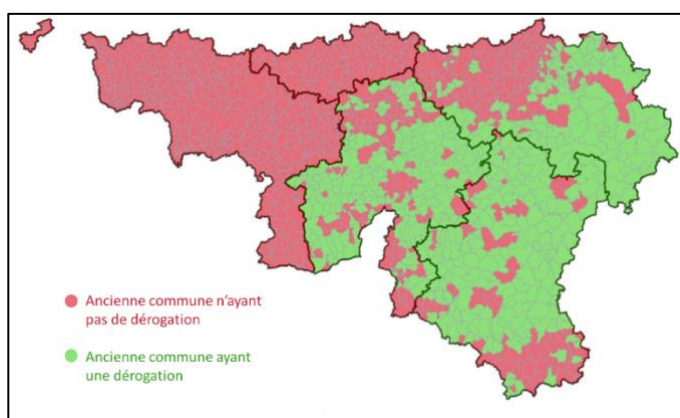 Ancienne commune n'ayant
pas de dérogation
Ancienne commune ayant
une dérogation